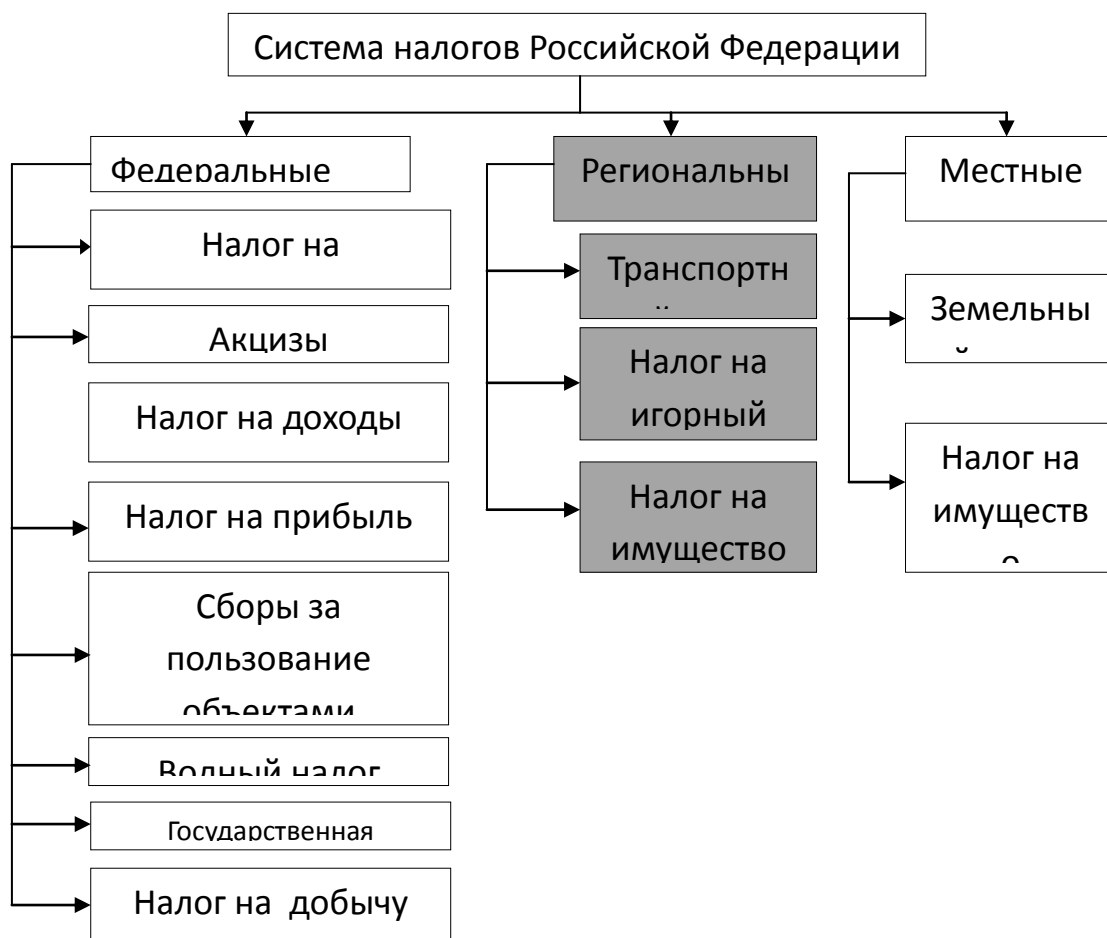 Система налогов Российской Федерации
Федеральные
Налог на
Акцизы
Налог на доходы
Налог на прибыль
Сборы за
пользование
объектами
Водный налог
Государственная
Налог на добычу
Региональны
Транспортн
й
Налог на
игорный
Налог на
имущество
Местные
Земельны
й
Налог на
имуществ
о